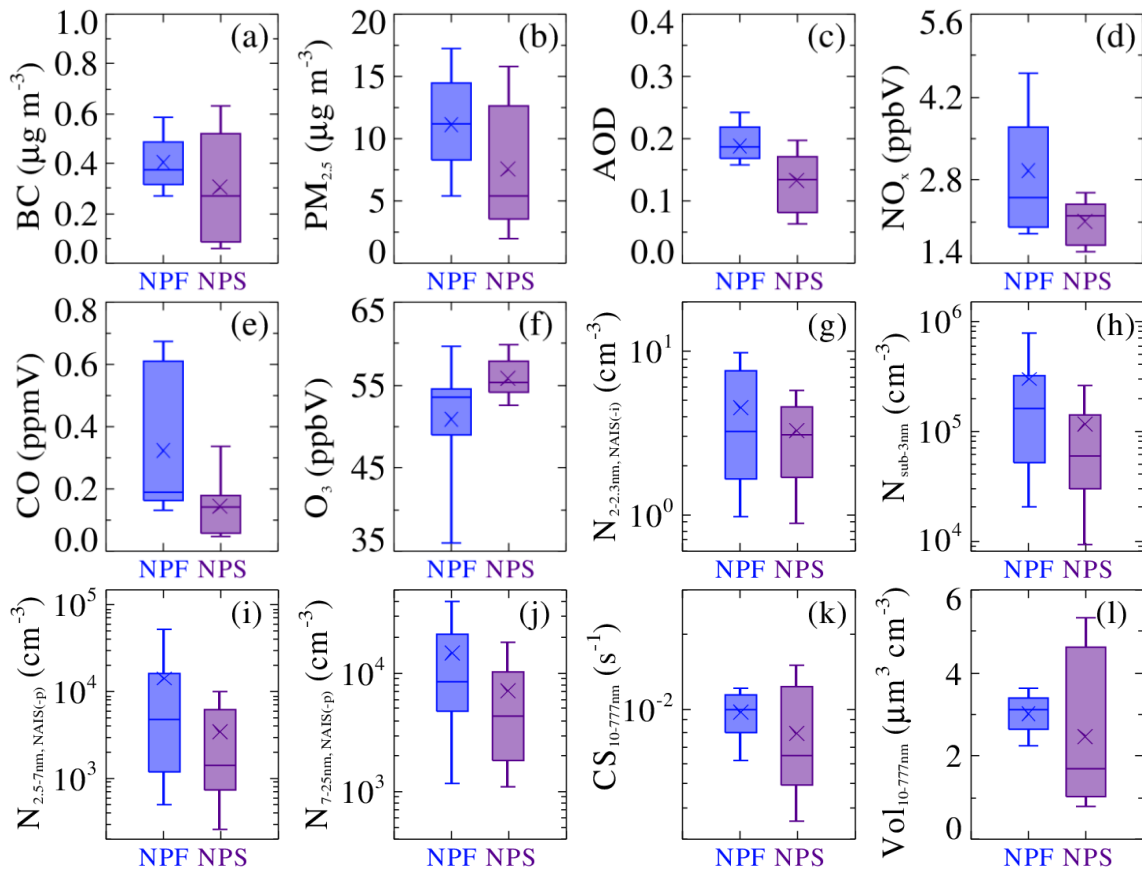 (a) (b) (c) (d)
BC (μg m⁻³) 1.0 0.8 0.6 0.4 0.2 0.0 NPF NPS
PM₂.₅ (μg m⁻³) 20 15 10 5 0 NPF NPS
AOD 0.4 0.3 0.2 0.1 0.0 NPF NPS
NOₓ (ppbV) 5.6 4.2 2.8 1.4 NPF NPS
(e) (f) (g) (h)
CO (ppmV) 0.8 0.6 0.4 0.2 0.0 NPF NPS
O₃ (ppbV) 65 55 45 35 NPF NPS
N₂₋₂.₃nm, NAIS(-i) (cm⁻³) 10¹ 10⁰ NPF NPS
Nsub-3nm (cm⁻³) 10⁶ 10⁵ 10⁴ NPF NPS
(i) (j) (k) (l)
N₂.₅₋₇nm, NAIS(-p) (cm⁻³) 10⁵ 10⁴ 10³ NPF NPS
N₇₋₂₅nm, NAIS(-p) (cm⁻³) 10⁴ 10³ NPF NPS
CS₁₀₋₇₇₇nm (s⁻¹) 10⁻² NPF NPS
Vol₁₀₋₇₇₇nm (μm³ cm⁻³) 6 4 2 0 NPF NPS